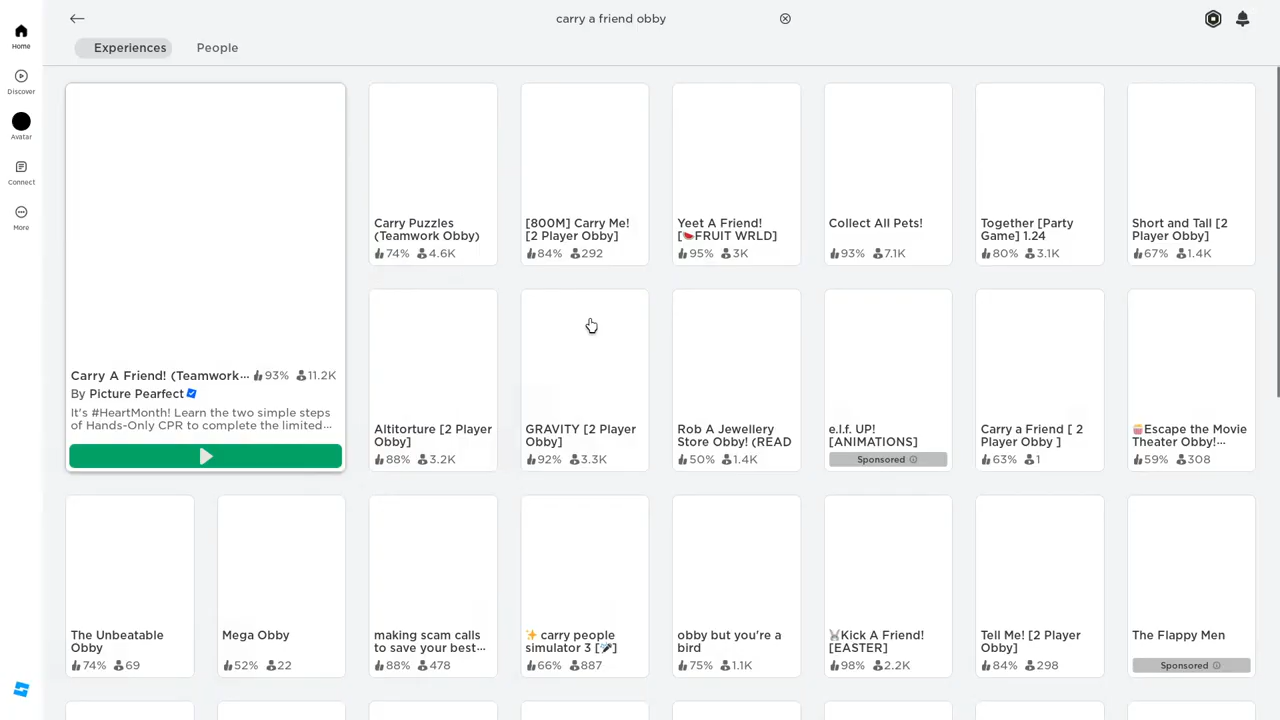 carry a friend obby
Home
Experiences
People
Discover
Avatar
Connect
More
Carry A Friend! (Teamwork... 93% 11.2K
By Picture Pearfect
It's #HeartMonth! Learn the two simple steps
of Hands-Only CPR to complete the limited...
Carry Puzzles
(Teamwork Obby)
74% 4.6K
[800M] Carry Me!
[2 Player Obby]
84% 292
Yeet A Friend!
[🍉FRUIT WRLD]
95% 3K
Collect All Pets!
93% 7.1K
Together [Party
Game] 1.24
80% 3.1K
Short and Tall [2
Player Obby]
67% 1.4K
Altitorture [2 Player
Obby]
88% 3.2K
GRAVITY [2 Player
Obby]
92% 3.3K
Rob A Jewellery
Store Obby! (READ
50% 1.4K
e.l.f. UP!
[ANIMATIONS]
Sponsored
Carry a Friend [ 2
Player Obby ]
63% 1
🍿Escape the Movie
Theater Obby!...
59% 308
The Unbeatable
Obby
74% 69
Mega Obby
52% 22
making scam calls
to save your best...
88% 478
✨ carry people
simulator 3 [🎤]
66% 887
obby but you're a
bird
75% 1.1K
🐰Kick A Friend!
[EASTER]
98% 2.2K
Tell Me! [2 Player
Obby]
84% 298
The Flappy Men
Sponsored